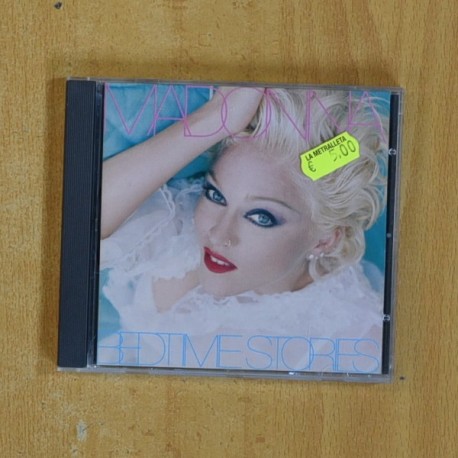 MADONNA
LA METRALLETA
€ 5,00
BEDTIME STORIES